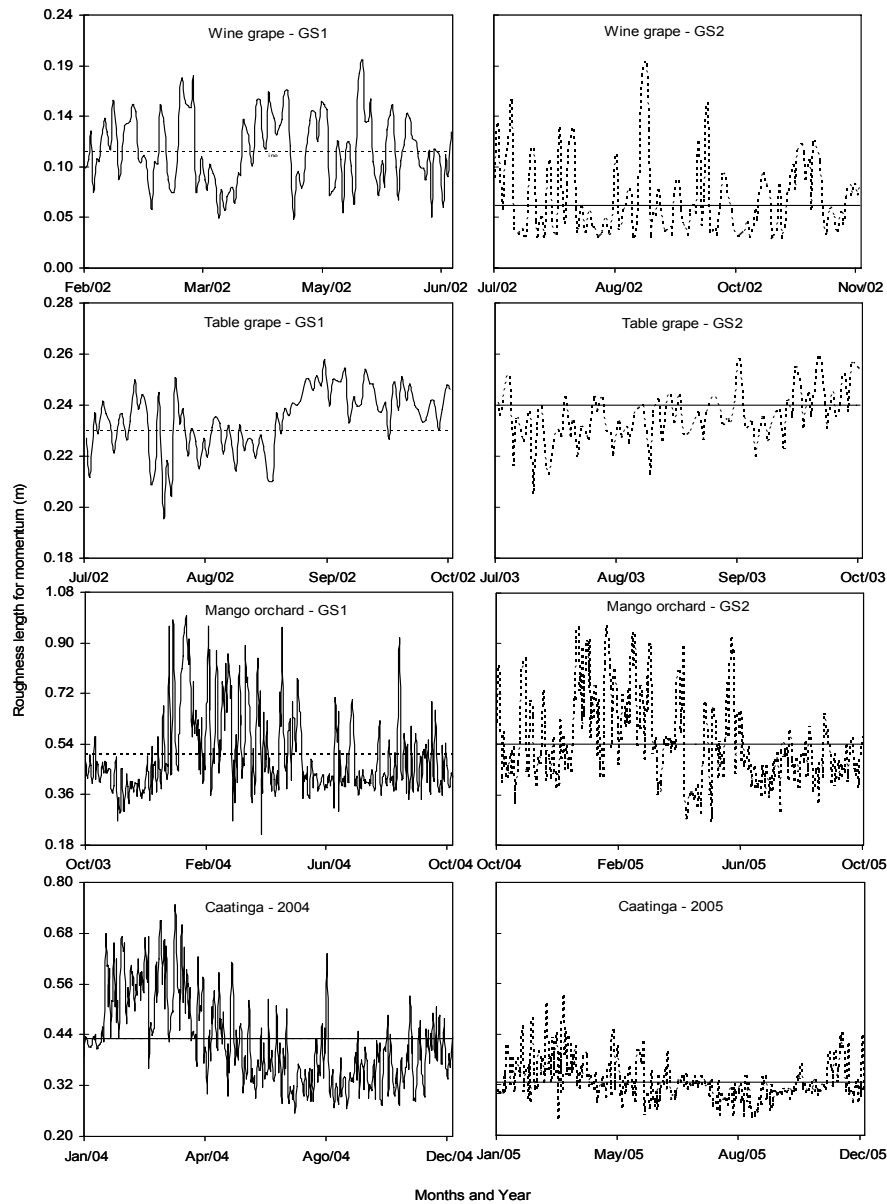 Roughness length for momentum (m)
Wine grape - GS1
0.24
0.19
0.14
0.10
0.05
0.00
Feb/02 Mar/02 May/02 Jun/02
Wine grape - GS2
Jul/02 Aug/02 Oct/02 Nov/02
Table grape - GS1
0.28
0.26
0.24
0.22
0.20
0.18
Jul/02 Aug/02 Sep/02 Oct/02
Table grape - GS2
Jul/03 Aug/03 Sep/03 Oct/03
Mango orchard - GS1
1.08
0.90
0.72
0.54
0.36
0.18
Oct/03 Feb/04 Jun/04 Oct/04
Mango orchard - GS2
Oct/04 Feb/05 Jun/05 Oct/05
Caatinga - 2004
0.80
0.68
0.56
0.44
0.32
0.20
Jan/04 Apr/04 Ago/04 Dec/04
Caatinga - 2005
Jan/05 May/05 Aug/05 Dec/05
Months and Year